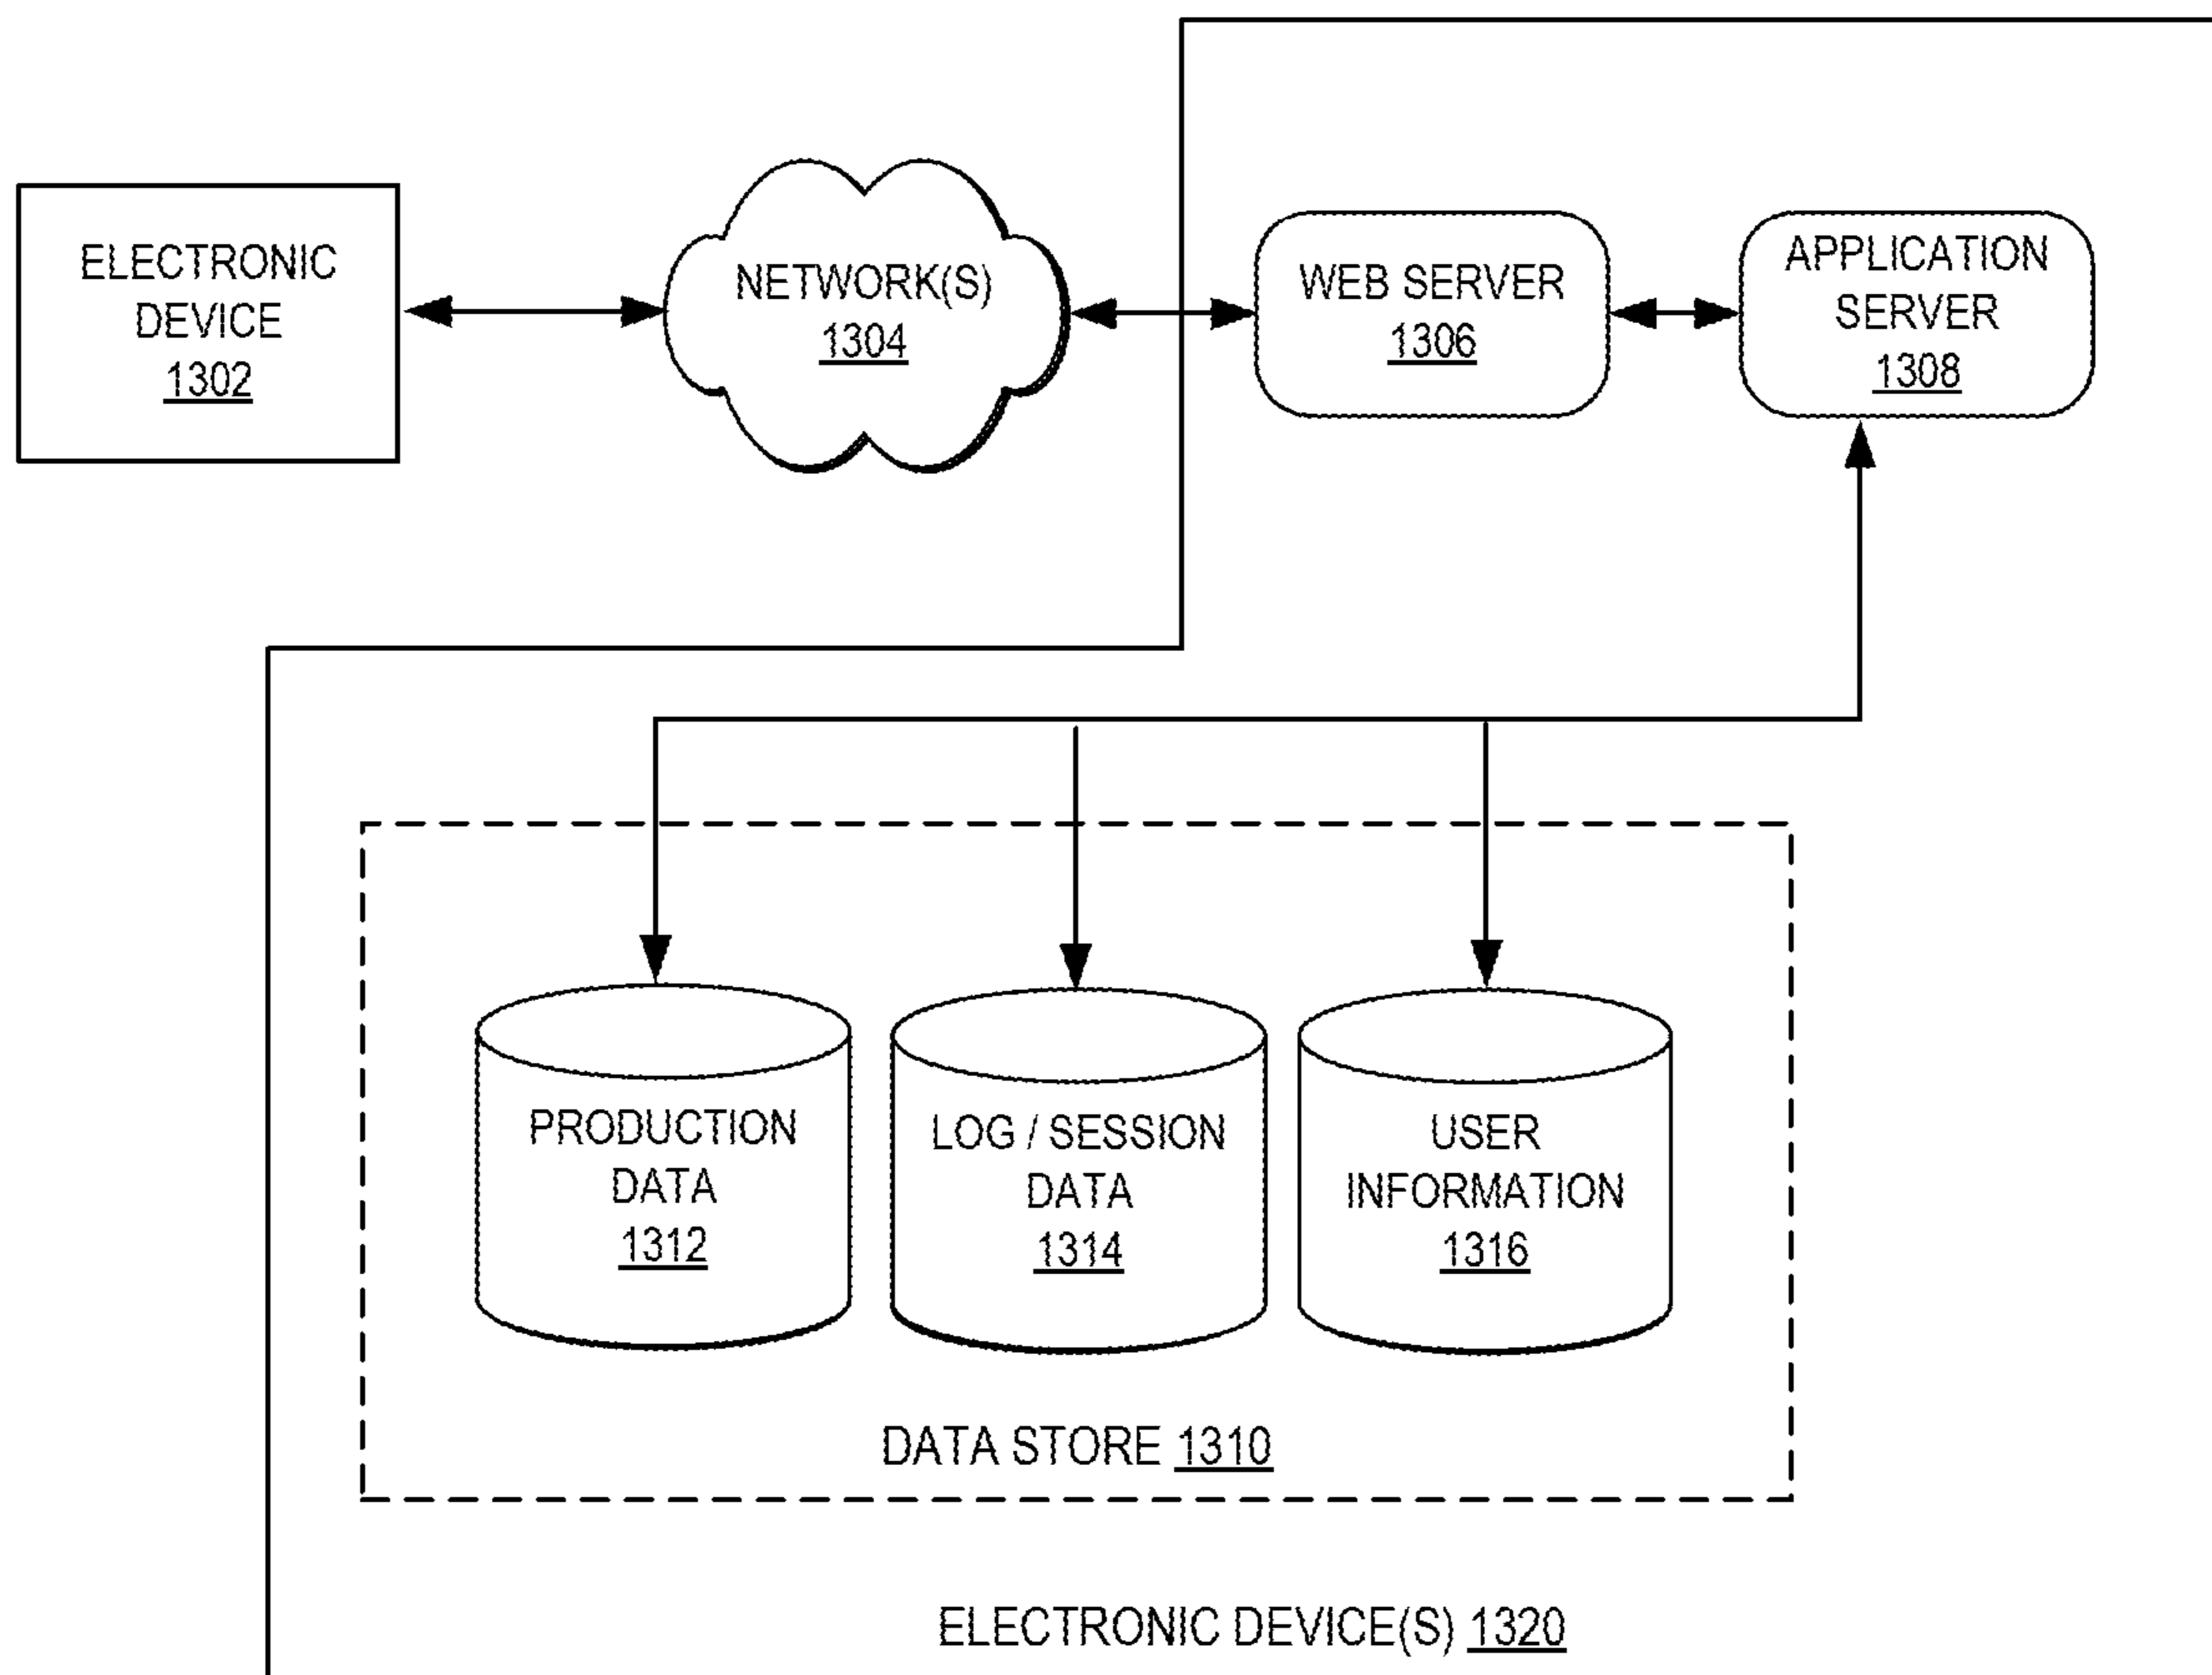 ELECTRONIC
DEVICE
1302
NETWORK(S)
1304
WEB SERVER
1306
APPLICATION
SERVER
1308
PRODUCTION
DATA
1312
LOG / SESSION
DATA
1314
USER
INFORMATION
1316
DATA STORE 1310
ELECTRONIC DEVICE(S) 1320